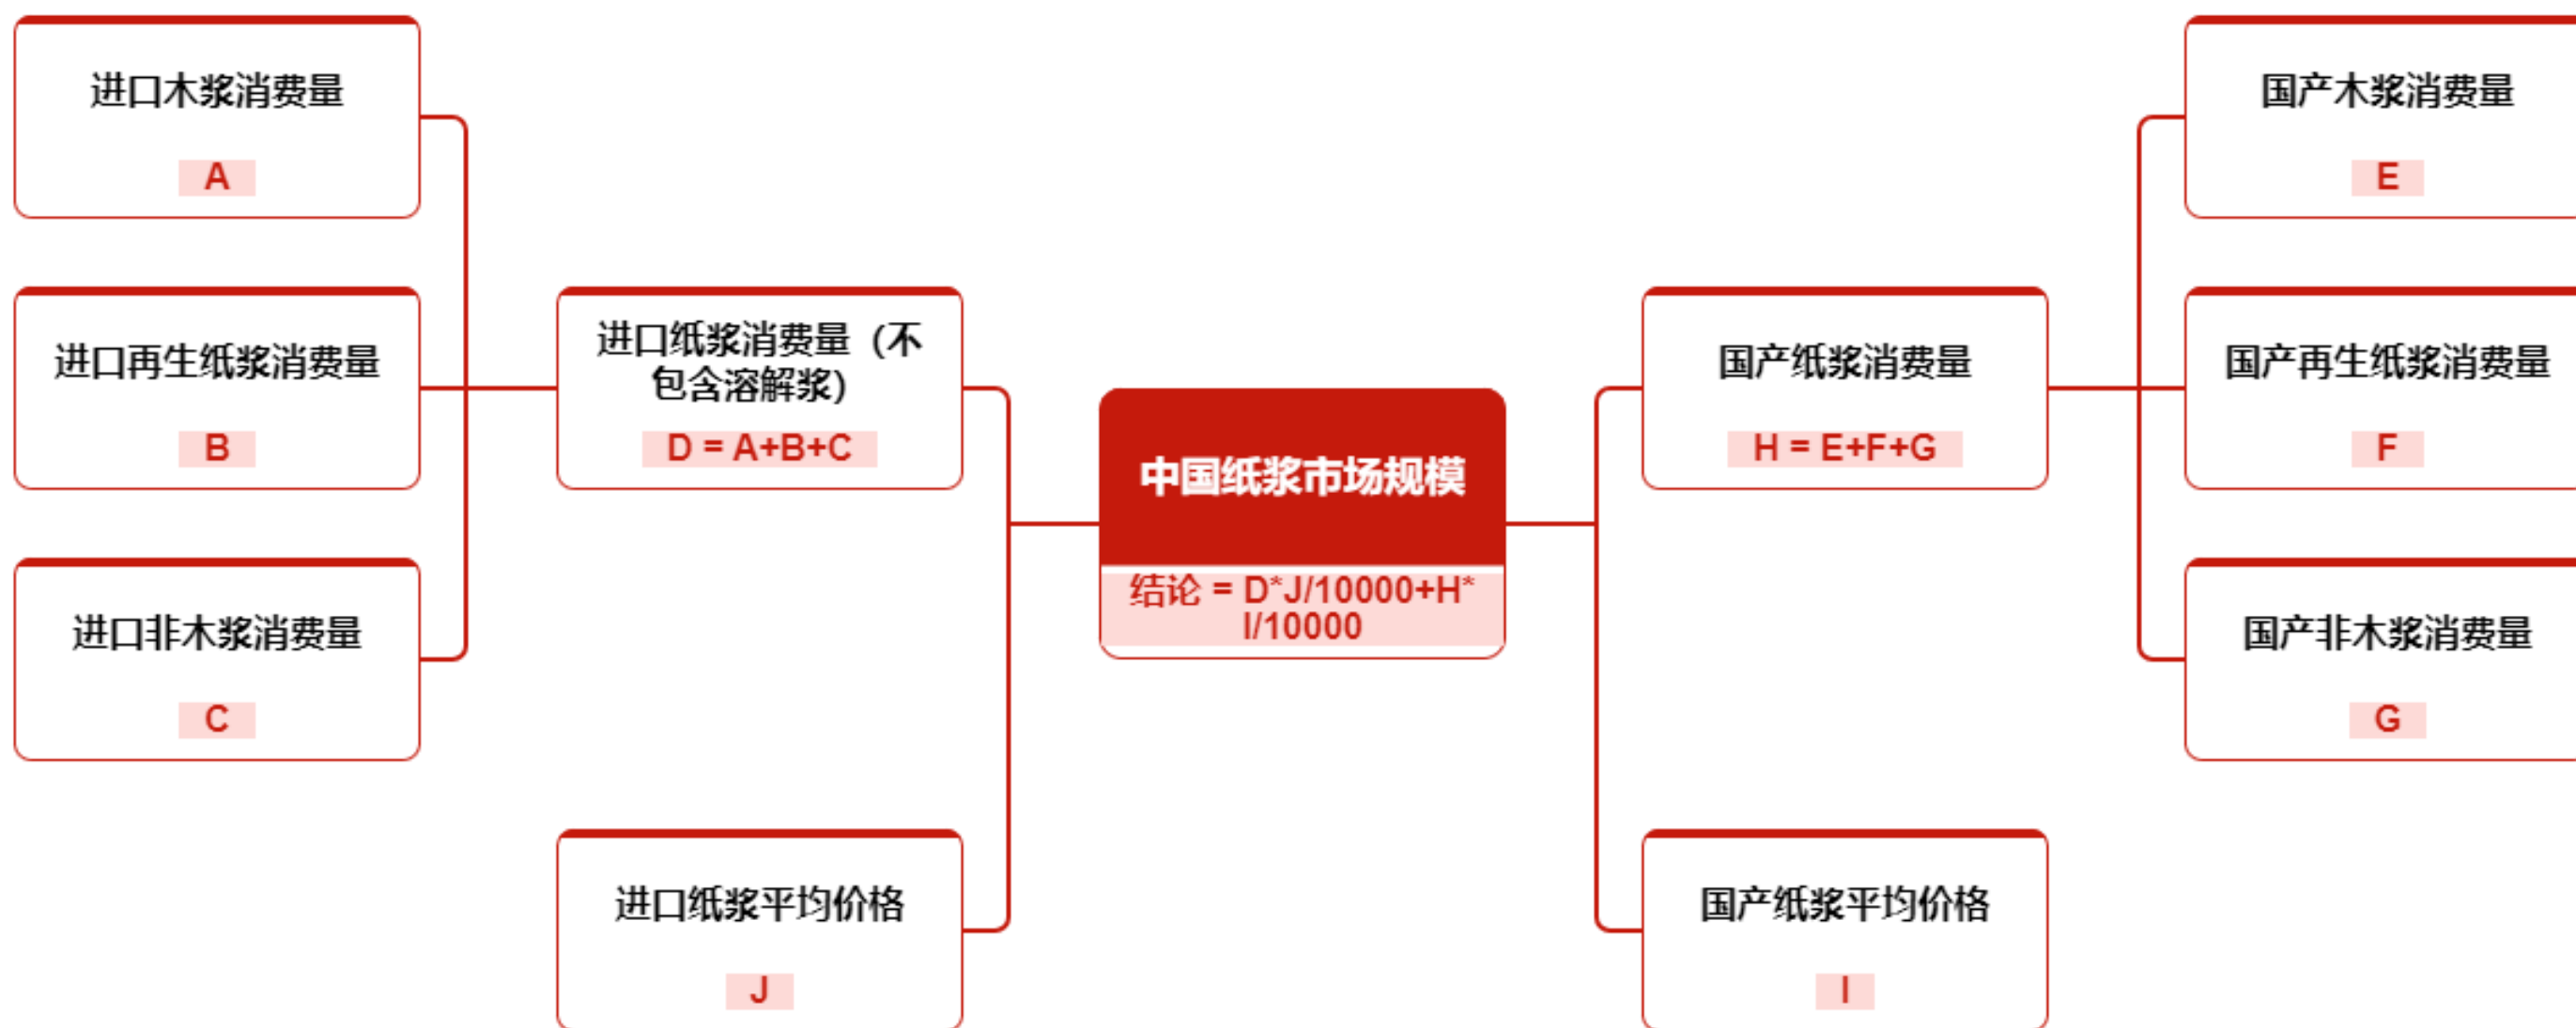 进口木浆消费量
A
进口再生纸浆消费量
B
进口非木浆消费量
C
进口纸浆消费量（不
包含溶解浆）
D = A+B+C
进口纸浆平均价格
J
中国纸浆市场规模
结论 = D*J/10000+H*
I/10000
国产纸浆消费量
H = E+F+G
国产纸浆平均价格
I
国产木浆消费量
E
国产再生纸浆消费量
F
国产非木浆消费量
G